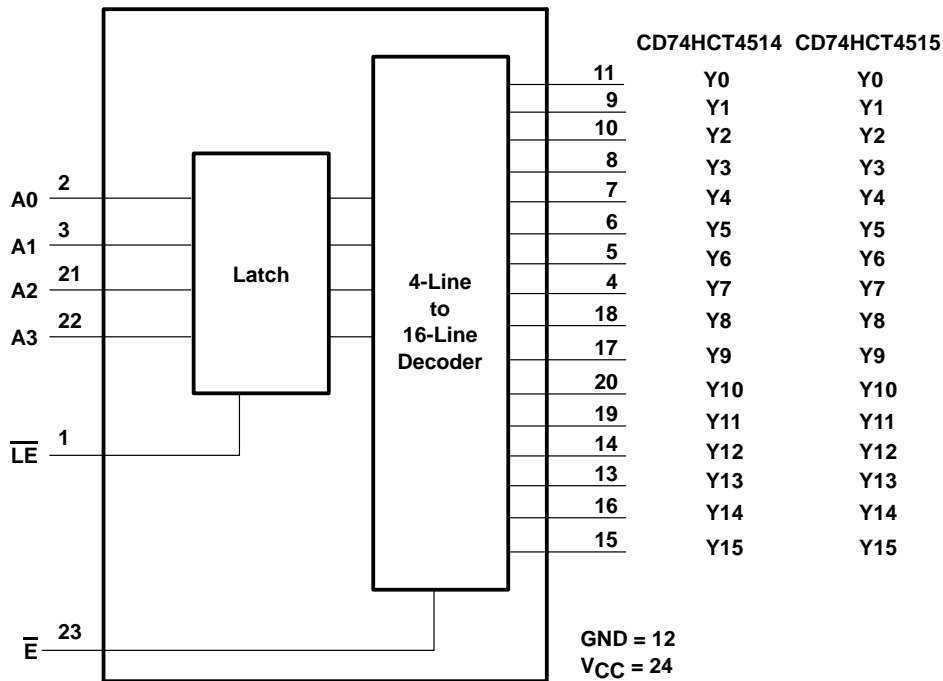 CD74HCT4514 CD74HCT4515
11 Y0 Y0
9 Y1 Y1
10 Y2 Y2
8 Y3 Y3
7 Y4 Y4
6 Y5 Y5
5 Y6 Y6
4 Y7 Y7
18 Y8 Y8
17 Y9 Y9
20 Y10 Y10
19 Y11 Y11
14 Y12 Y12
13 Y13 Y13
16 Y14 Y14
15 Y15 Y15
A0 2
A1 3
A2 21
A3 22
L̅E̅ 1
E̅ 23
Latch
4-Line
to
16-Line
Decoder
GND = 12
VCC = 24